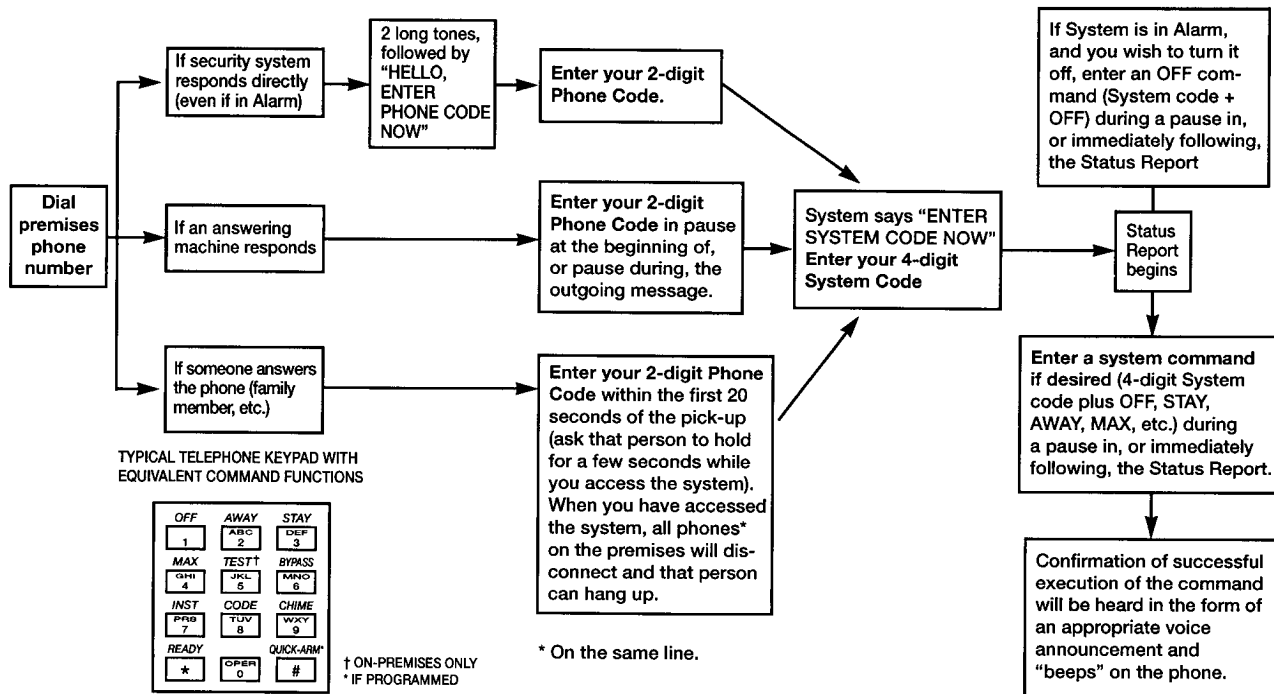 Dial
premises
phone
number
If security system
responds directly
(even if in Alarm)
2 long tones,
followed by
“HELLO,
ENTER
PHONE CODE
NOW”
Enter your 2-digit
Phone Code.
If an answering
machine responds
Enter your 2-digit
Phone Code in pause
at the beginning of,
or pause during, the
outgoing message.
If someone answers
the phone (family
member, etc.)
Enter your 2-digit Phone
Code within the first 20
seconds of the pick-up
(ask that person to hold
for a few seconds while
you access the system).
When you have accessed
the system, all phones*
on the premises will dis-
connect and that person
can hang up.
* On the same line.
System says “ENTER
SYSTEM CODE NOW”
Enter your 4-digit
System Code
If System is in Alarm,
and you wish to turn it
off, enter an OFF com-
mand (System code +
OFF) during a pause in,
or immediately following,
the Status Report
Status
Report
begins
Enter a system command
if desired (4-digit System
code plus OFF, STAY,
AWAY, MAX, etc.) during
a pause in, or immediately
following, the Status Report.
Confirmation of successful
execution of the command
will be heard in the form of
an appropriate voice
announcement and
“beeps” on the phone.
TYPICAL TELEPHONE KEYPAD WITH
EQUIVALENT COMMAND FUNCTIONS
OFF AWAY STAY
ABC DEF
1 2 3
MAX TEST† BYPASS
GHI JKL MNO
4 5 6
INST CODE CHIME
PRS TUV WXY
7 8 9
READY QUICK-ARM*
OPER
* 0 #
† ON-PREMISES ONLY
* IF PROGRAMMED